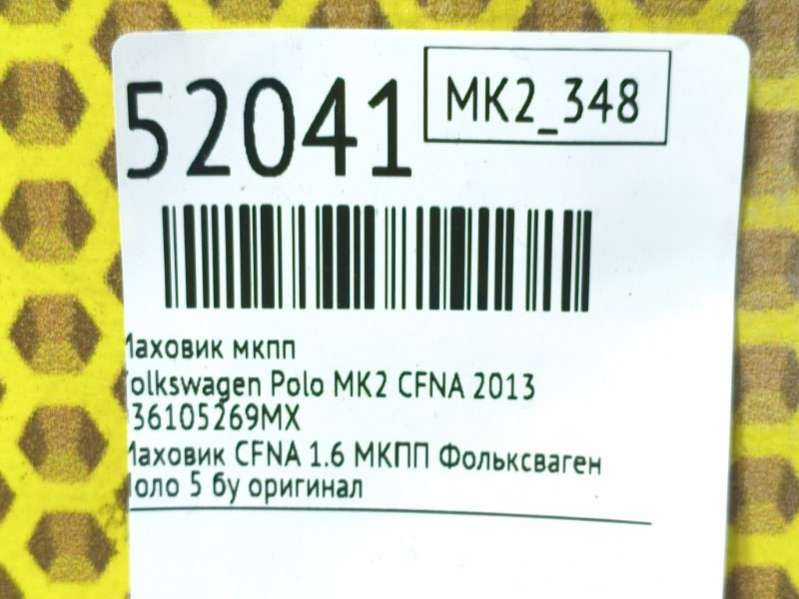 52041
MK2_348
аховик мкпп
olkswagen Polo MK2 CFNA 2013
36105269MX
аховик CFNA 1.6 МКПП Фольксваген
оло 5 бу оригинал